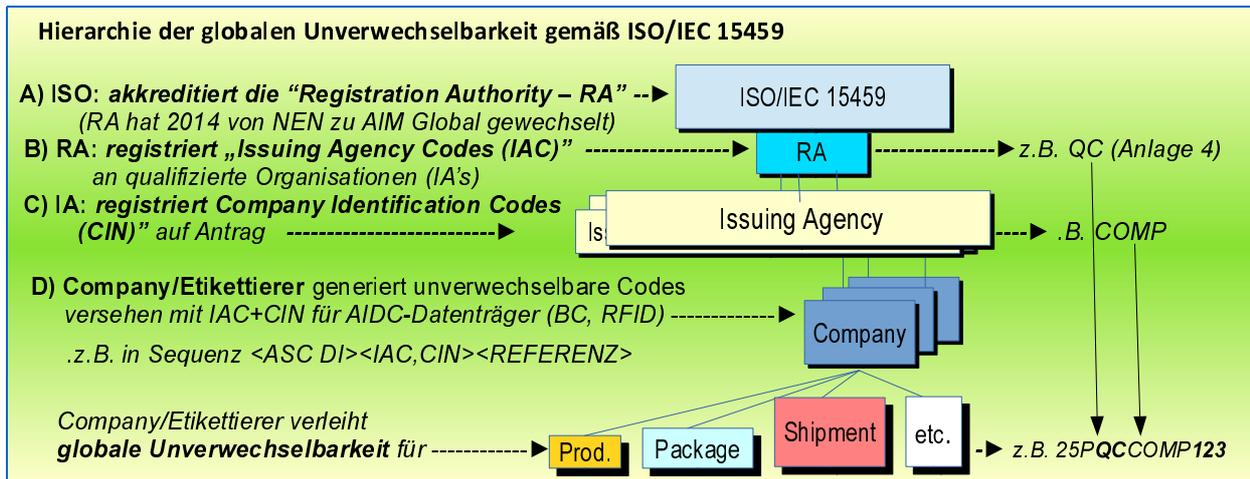 Hierarchie der globalen Unverwechselbarkeit gemäß ISO/IEC 15459
A) ISO: akkreditiert die “Registration Authority – RA” --►
ISO/IEC 15459
(RA hat 2014 von NEN zu AIM Global gewechselt)
B) RA: registriert „Issuing Agency Codes (IAC)”
RA
z.B. QC (Anlage 4)
an qualifizierte Organisationen (IA's)
C) IA: registriert Company Identification Codes
(CIN)” auf Antrag
Iss
Issuing Agency
.B. COMP
D) Company/Etikettierer generiert unverwechselbare Codes
versehen mit IAC+CIN für AIDC-Datenträger (BC, RFID)
Company
.z.B. in Sequenz <ASC DI><IAC,CIN><REFERENZ>
Company/Etikettierer verleiht
globale Unverwechselbarkeit für
Prod.
Package
Shipment
etc.
z.B. 25PQCCOMP123